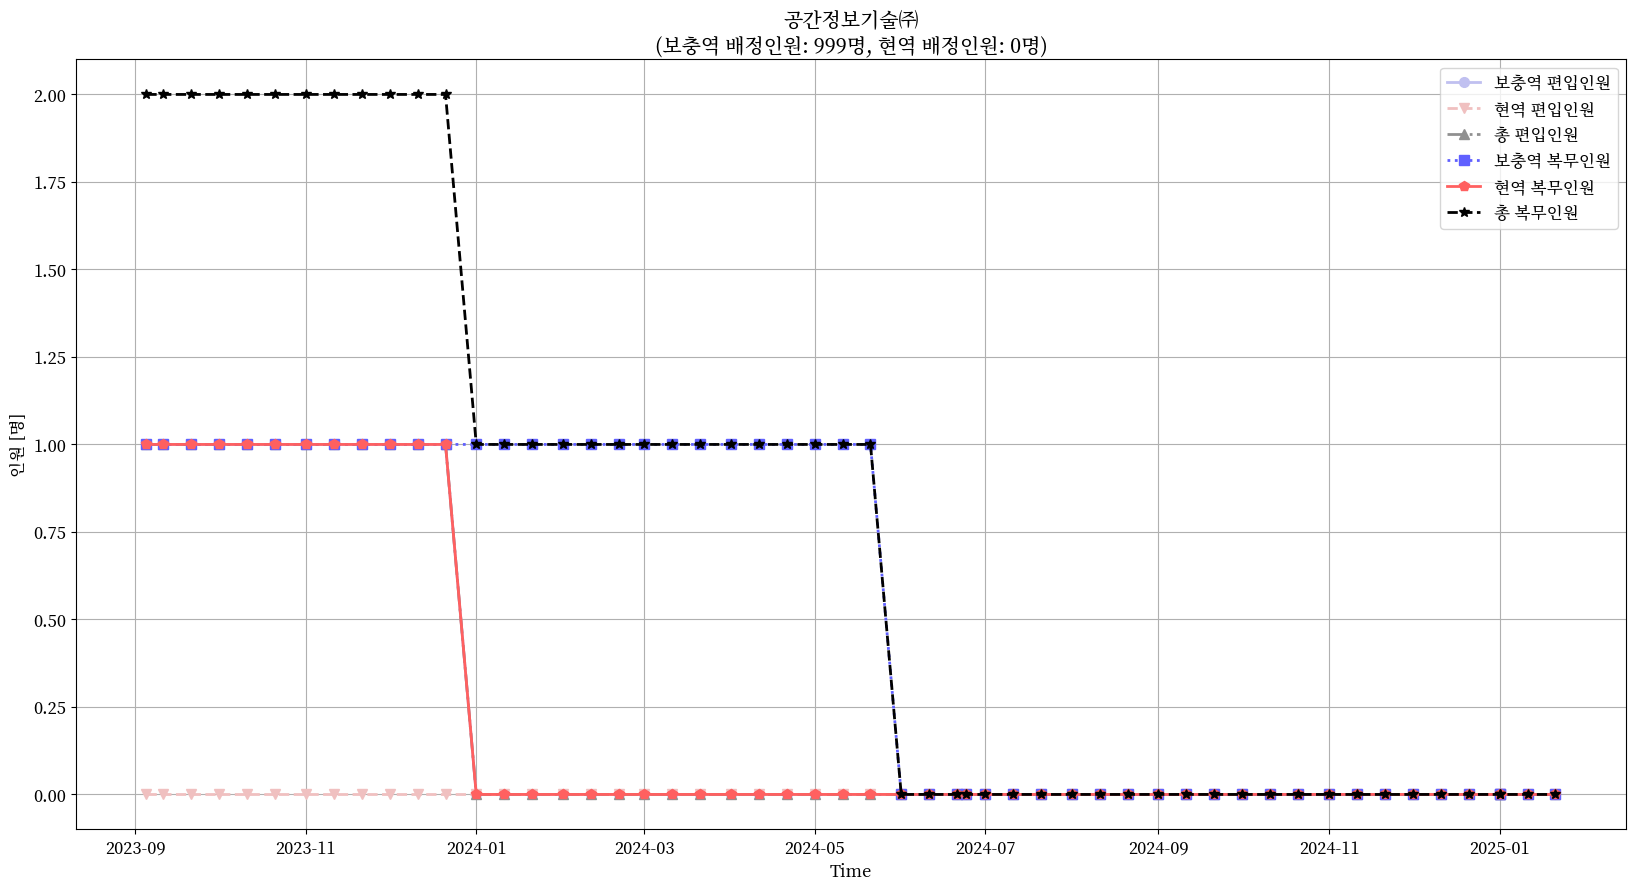 공간정보기술㈜
(보충역 배정인원: 999명, 현역 배정인원: 0명)
보충역 편입인원
현역 편입인원
총 편입인원
보충역 복무인원
현역 복무인원
총 복무인원
2.00
1.75
1.50
1.25
1.00
0.75
0.50
0.25
0.00
인원 [명]
2023-09
2023-11
2024-01
2024-03
2024-05
2024-07
2024-09
2024-11
2025-01
Time